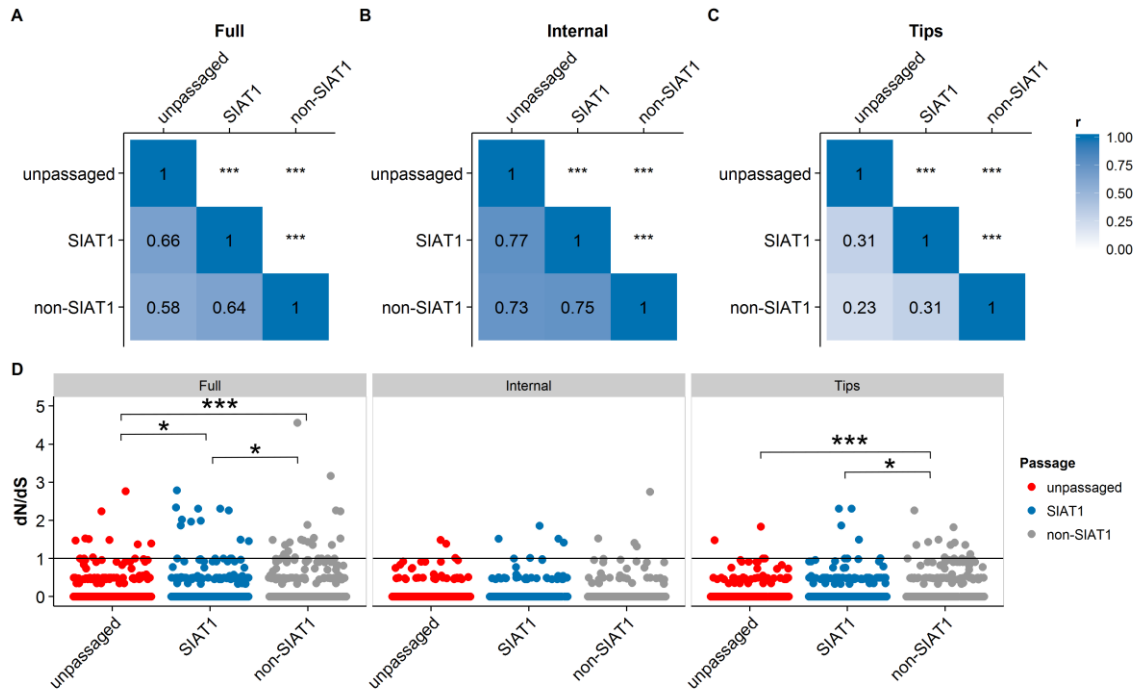 A
Full
unpassaged
SIAT1
non-SIAT1
unpassaged
1
***
***
SIAT1
0.66
1
***
non-SIAT1
0.58
0.64
1
B
Internal
unpassaged
SIAT1
non-SIAT1
unpassaged
1
***
***
SIAT1
0.77
1
***
non-SIAT1
0.73
0.75
1
C
Tips
unpassaged
SIAT1
non-SIAT1
unpassaged
1
***
***
SIAT1
0.31
1
***
non-SIAT1
0.23
0.31
1
r
1.00
0.75
0.50
0.25
0.00
D
Full
Internal
Tips
dN/dS
5
4
3
2
1
0
***
*
*
***
*
unpassaged
SIAT1
non-SIAT1
unpassaged
SIAT1
non-SIAT1
unpassaged
SIAT1
non-SIAT1
Passage
unpassaged
SIAT1
non-SIAT1